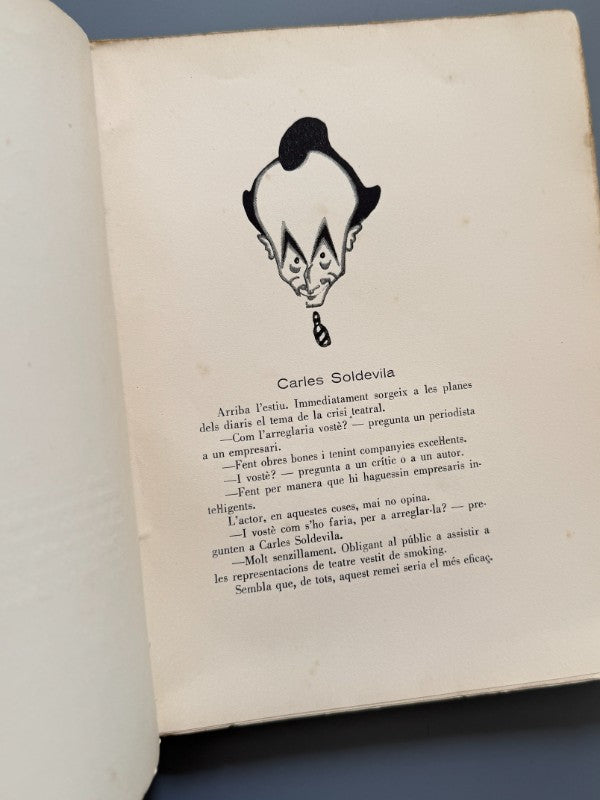 Carles Soldevila
Arriba l'estiu. Immediatament sorgeix a les planes
dels diaris el tema de la crisi teatral.
—Com l'arreglaria vostè? — pregunta un periodista
a un empresari.
—Fent obres bones i tenint companyies excel·lents.
—I vostè? — pregunta a un crític o a un autor.
—Fent per manera que hi haguessin empresaris in-
tel·ligents.
L'actor, en aquestes coses, mai no opina.
—I vostè com s'ho faria, per a arreglar-la? — pre-
gunten a Carles Soldevila.
—Molt senzillament. Obligant al públic a assistir a
les representacions de teatre vestit de smoking.
Sembla que, de tots, aquest remei seria el més eficaç.